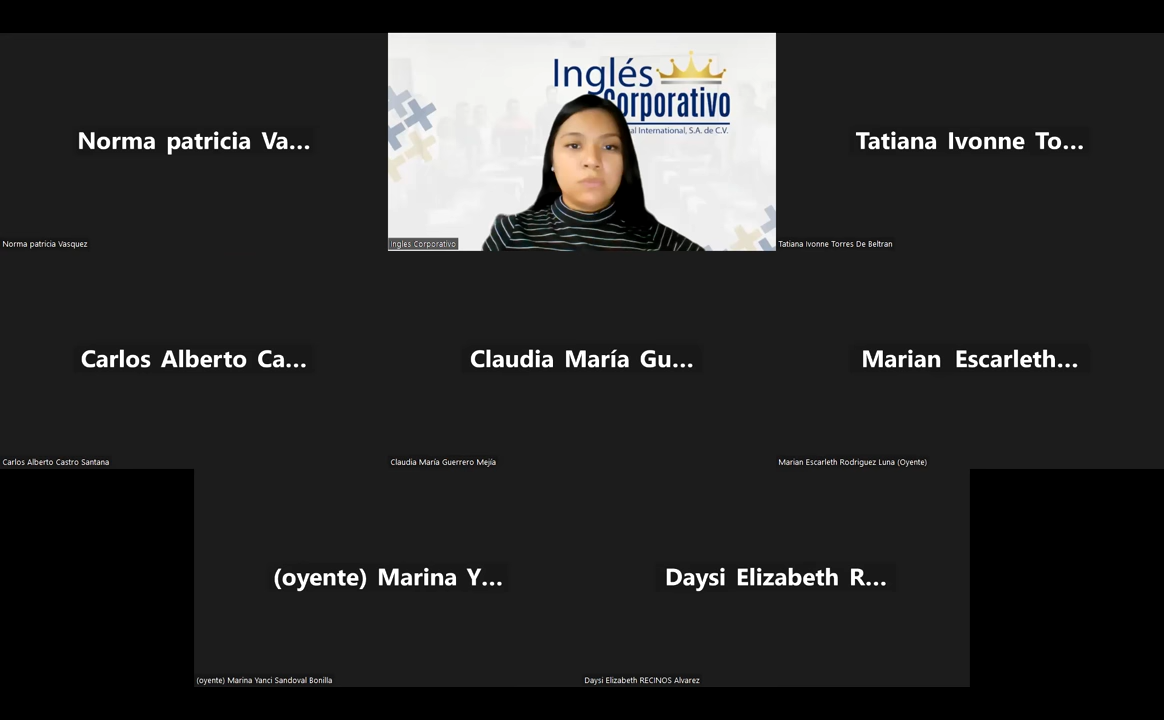 Norma patricia Va...
Norma patricia Vasquez
Inglés
Corporativo
al International, S.A. de C.V.
Ingles Corporativo
Tatiana Ivonne To...
Tatiana Ivonne Torres De Beltran
Carlos Alberto Ca...
Carlos Alberto Castro Santana
Claudia María Gu...
Claudia María Guerrero Mejía
Marian Escarleth...
Marian Escarleth Rodriguez Luna (Oyente)
(oyente) Marina Y...
(oyente) Marina Yanci Sandoval Bonilla
Daysi Elizabeth R...
Daysi Elizabeth RECINOS Alvarez